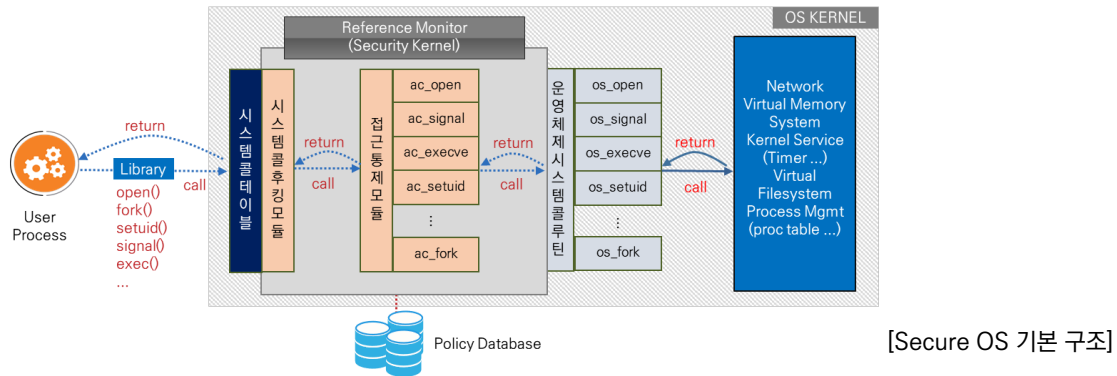 OS KERNEL
Reference Monitor
(Security Kernel)
return
Library
call
open()
fork()
setuid()
signal()
exec()
...
User
Process
시스템콜테이블
시스템콜후킹모듈
return
call
접근통제모듈
ac_open
ac_signal
ac_execve
ac_setuid
⋮
ac_fork
return
call
운영체제시스템콜루틴
os_open
os_signal
os_execve
os_setuid
⋮
os_fork
return
call
Network
Virtual Memory
System
Kernel Service
(Timer ...)
Virtual
Filesystem
Process Mgmt
(proc table ...)
Policy Database
[Secure OS 기본 구조]